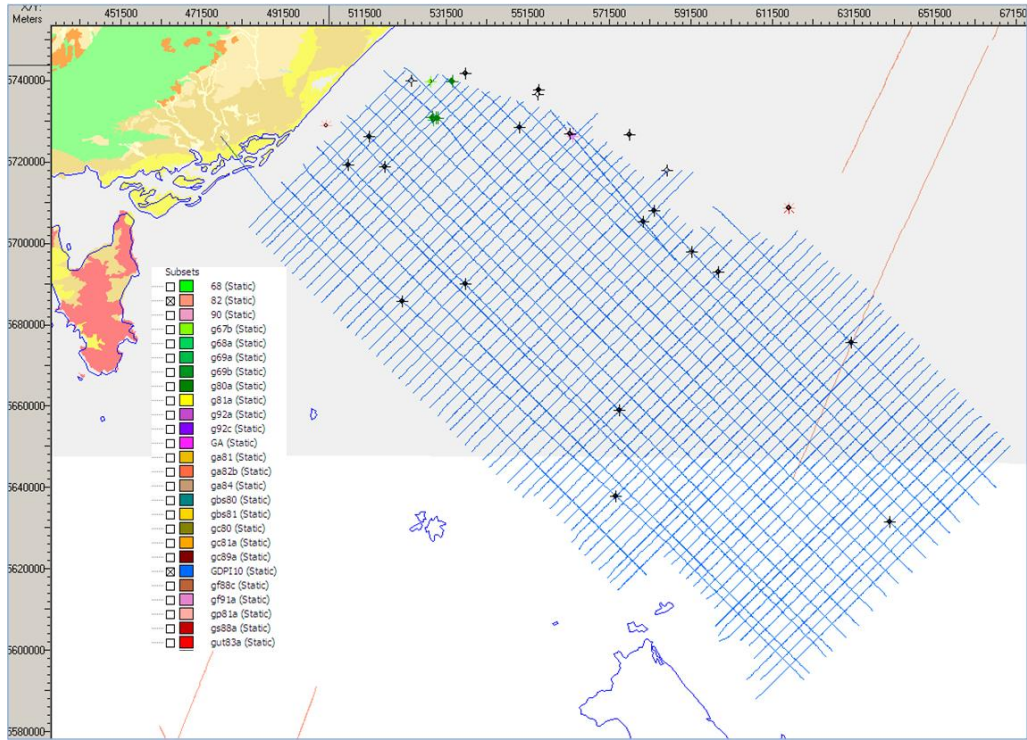 X/Y:
Meters
451500 471500 491500 511500 531500 551500 571500 591500 611500 631500 651500 67150
5740000
5720000
5700000
5680000
5660000
5640000
5620000
5600000
5580000
Subsets
68 (Static)
82 (Static)
90 (Static)
g67b (Static)
g68a (Static)
g69a (Static)
g69b (Static)
g80a (Static)
g81a (Static)
g92a (Static)
g92c (Static)
GA (Static)
ga81 (Static)
ga82b (Static)
ga84 (Static)
gbs80 (Static)
gbs81 (Static)
gc80 (Static)
gc81a (Static)
gc89a (Static)
GDPI10 (Static)
gf88c (Static)
gf91a (Static)
gp81a (Static)
gs88a (Static)
gut83a (Static)